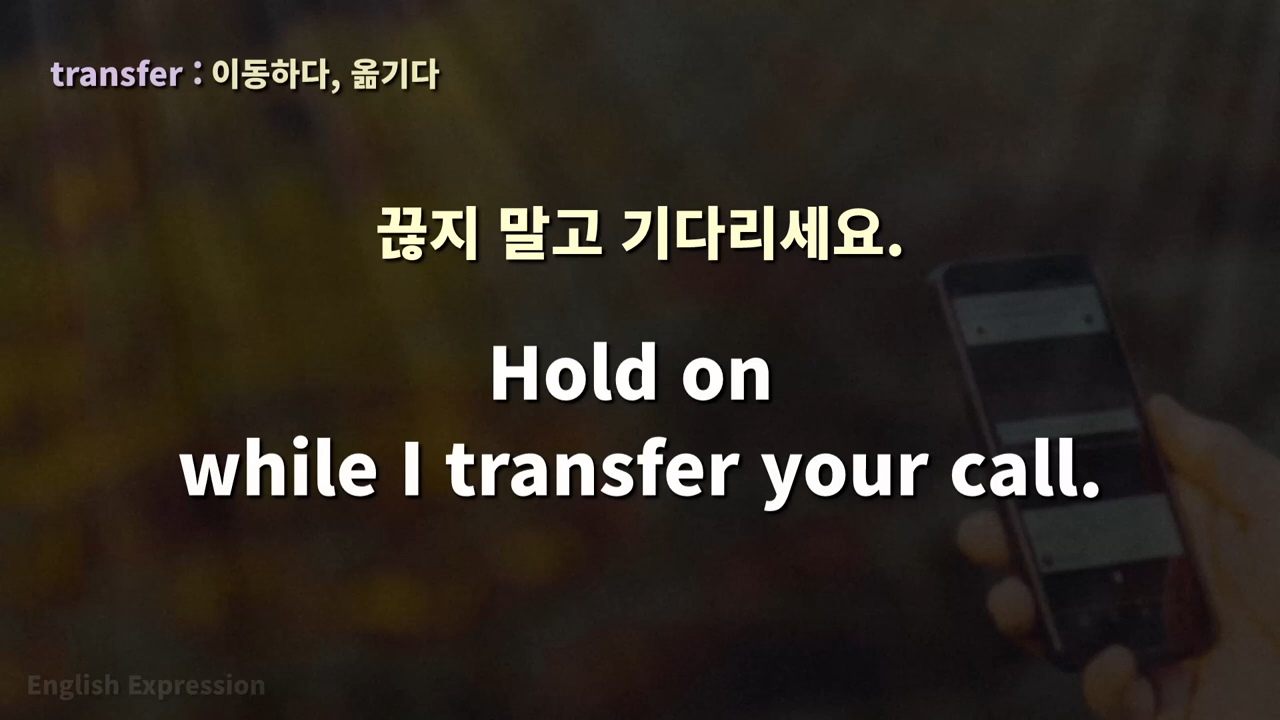 transfer : 이동하다, 옮기다
끊지 말고 기다리세요.
Hold on
while I transfer your call.
English Expression